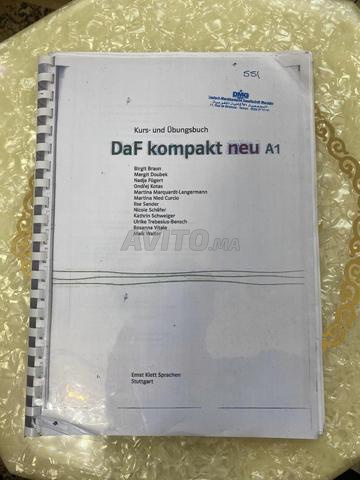 55(
DMG
Kurs- und Übungsbuch
DaF kompakt neu A1
Birgit Braun
Margit Doubek
Nadja Fügert
Ondřej Kotas
Martina Marquardt-Langermann
Martina Nied Curcio
Ilse Sander
Nicole Schäfer
Kathrin Schweiger
Ulrike Trebesius-Bensch
Rosanna Vitale
Maik Walter
AVITO.ma
Ernst Klett Sprachen
Stuttgart